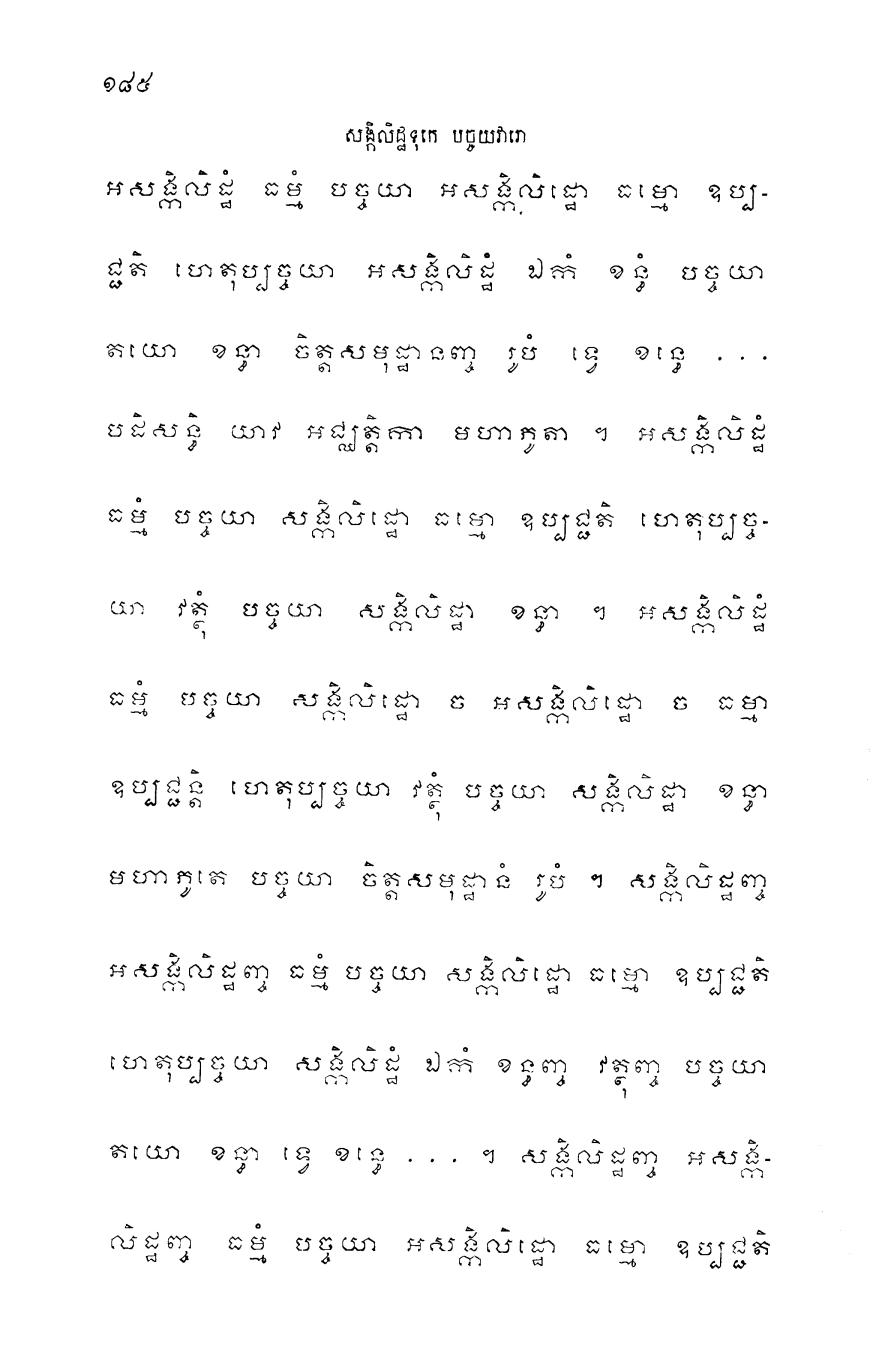 ១៨៥
សង្កិលិដ្ឋទុកេ បច្ចយវារោ
អសង្កិលិដ្ឋំ ធម្មំ បច្ចយា អសង្កិលិដ្ឋោ ធម្មោ ឧប្ប-
ជ្ជតិ ហេតុប្បច្ចយា អសង្កិលិដ្ឋំ ឯកំ ខន្ធំ បច្ចយា
តយោ ខន្ធា ចិត្តសមុដ្ឋានញ្ច រូបំ ទ្វេ ខន្ធេ . . .
បដិសន្ធិ យាវ អជ្ឈត្តិកា មហាភូតា ។ អសង្កិលិដ្ឋំ
ធម្មំ បច្ចយា សង្កិលិដ្ឋោ ធម្មោ ឧប្បជ្ជតិ ហេតុប្បច្ច-
យា វត្ថុំ បច្ចយា សង្កិលិដ្ឋា ខន្ធា ។ អសង្កិលិដ្ឋំ
ធម្មំ បច្ចយា សង្កិលិដ្ឋោ ច អសង្កិលិដ្ឋោ ច ធម្មា
ឧប្បជ្ជន្តិ ហេតុប្បច្ចយា វត្ថុំ បច្ចយា សង្កិលិដ្ឋា ខន្ធា
មហាភូតេ បច្ចយា ចិត្តសមុដ្ឋានំ រូបំ ។ សង្កិលិដ្ឋញ្ច
អសង្កិលិដ្ឋញ្ច ធម្មំ បច្ចយា សង្កិលិដ្ឋោ ធម្មោ ឧប្បជ្ជតិ
ហេតុប្បច្ចយា សង្កិលិដ្ឋំ ឯកំ ខន្ធញ្ច វត្ថុញ្ច បច្ចយា
តយោ ខន្ធា ទ្វេ ខន្ធេ . . . ។ សង្កិលិដ្ឋញ្ច អសង្កិ-
លិដ្ឋញ្ច ធម្មំ បច្ចយា អសង្កិលិដ្ឋោ ធម្មោ ឧប្បជ្ជតិ